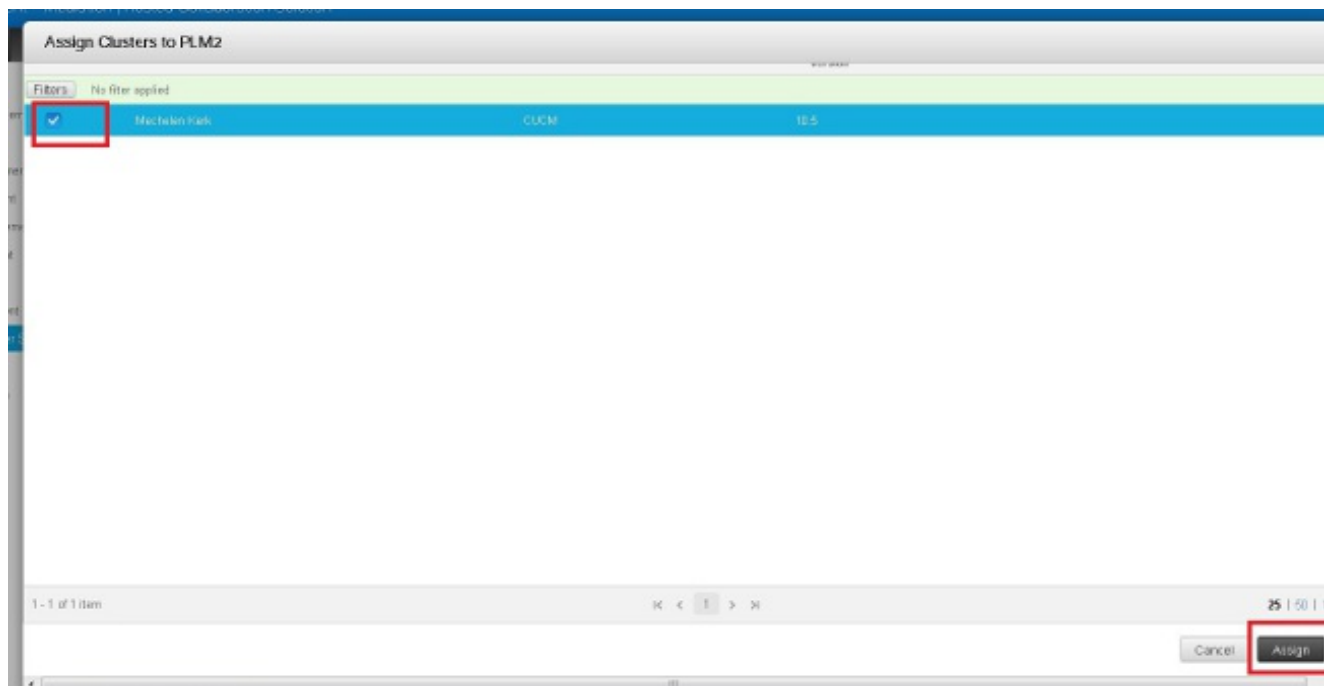 Assign Clusters to PLM2
Version
Filters No filter applied
Mechelen Kerk CUCM 10.5
1 - 1 of 1 item 1 25 | 50 |
Cancel Assign